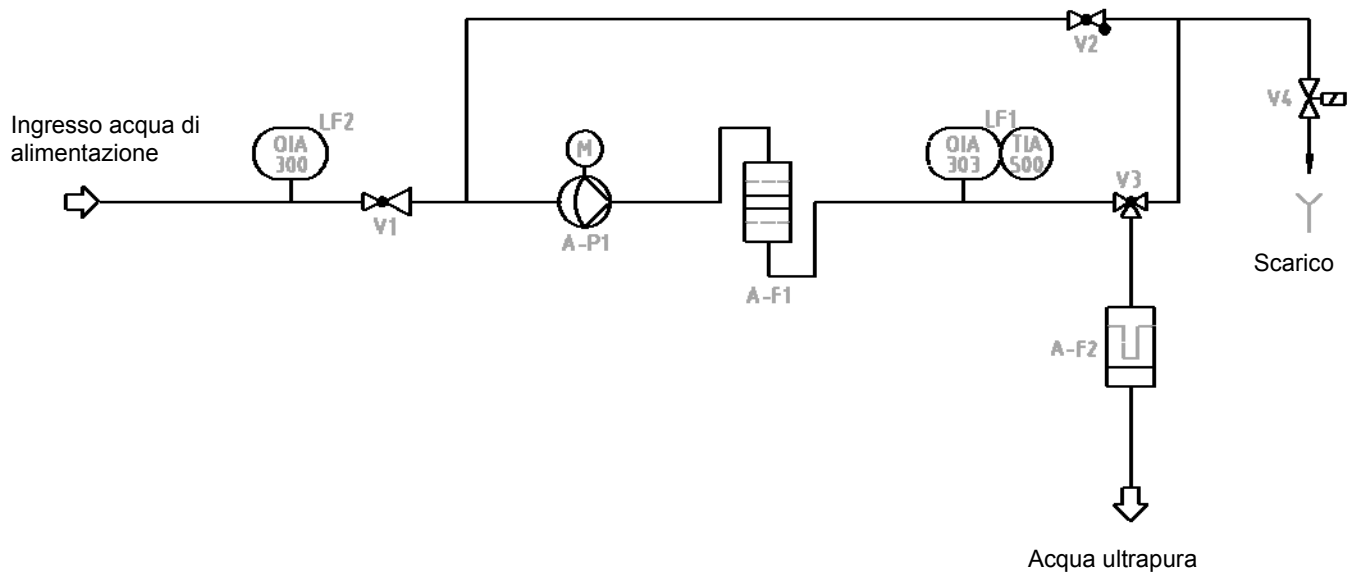 V2
V4
Ingresso acqua di
alimentazione
LF2
QIA
300
V1
M
A-P1
A-F1
LF1
QIA
303
TIA
500
V3
Scarico
A-F2
Acqua ultrapura